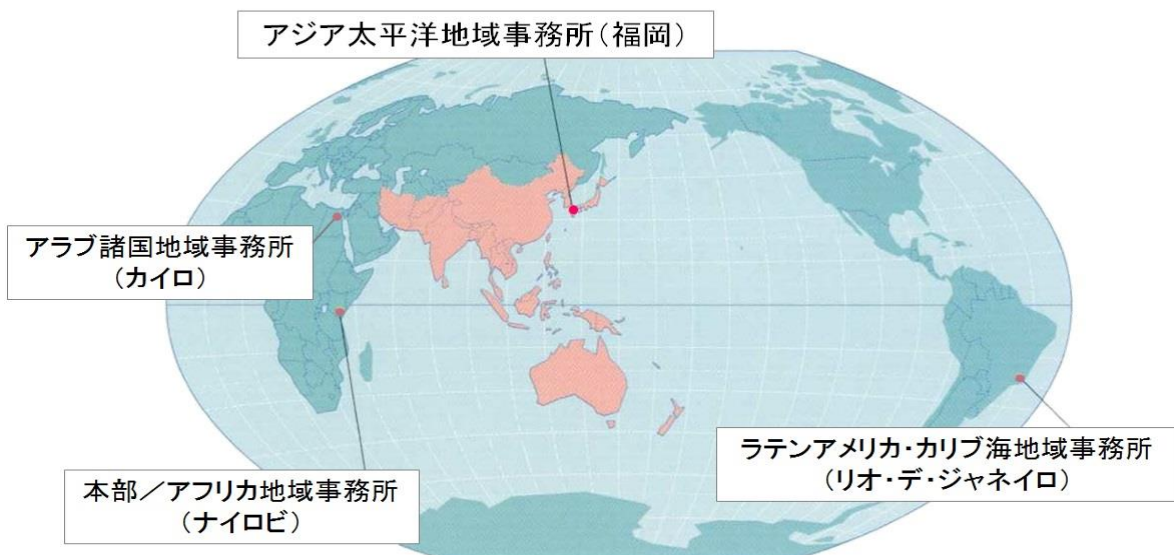 アジア太平洋地域事務所（福岡）
アラブ諸国地域事務所
（カイロ）
本部／アフリカ地域事務所
（ナイロビ）
ラテンアメリカ・カリブ海地域事務所
（リオ・デ・ジャネイロ）